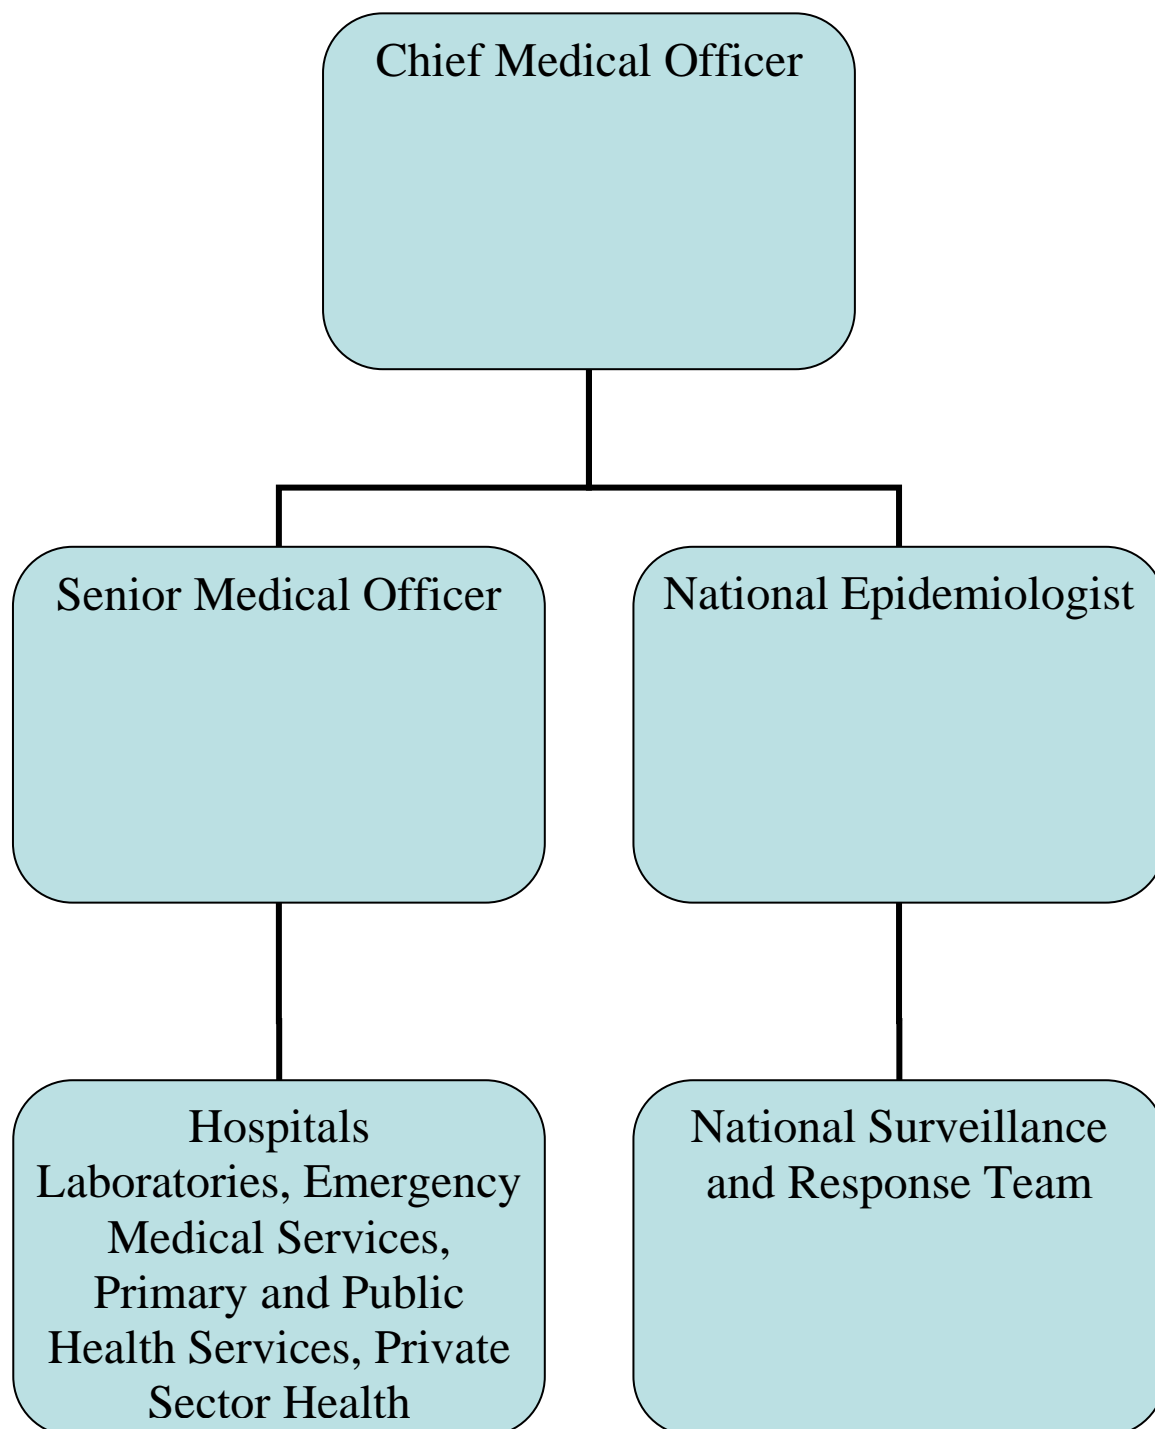 Chief Medical Officer
Senior Medical Officer
National Epidemiologist
Hospitals
Laboratories, Emergency
Medical Services,
Primary and Public
Health Services, Private
Sector Health
National Surveillance
and Response Team